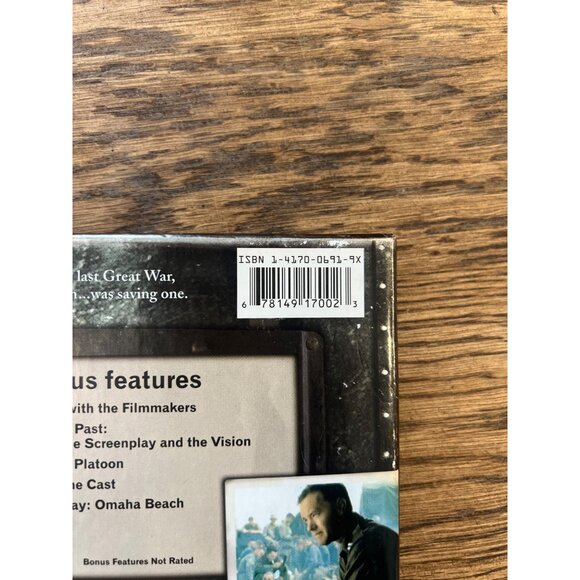 ISBN 1-4170-0691-9X
last Great War,
...was saving one.
6 78149 17002 3
us features
with the Filmmakers
Past:
e Screenplay and the Vision
Platoon
he Cast
ay: Omaha Beach
Bonus Features Not Rated